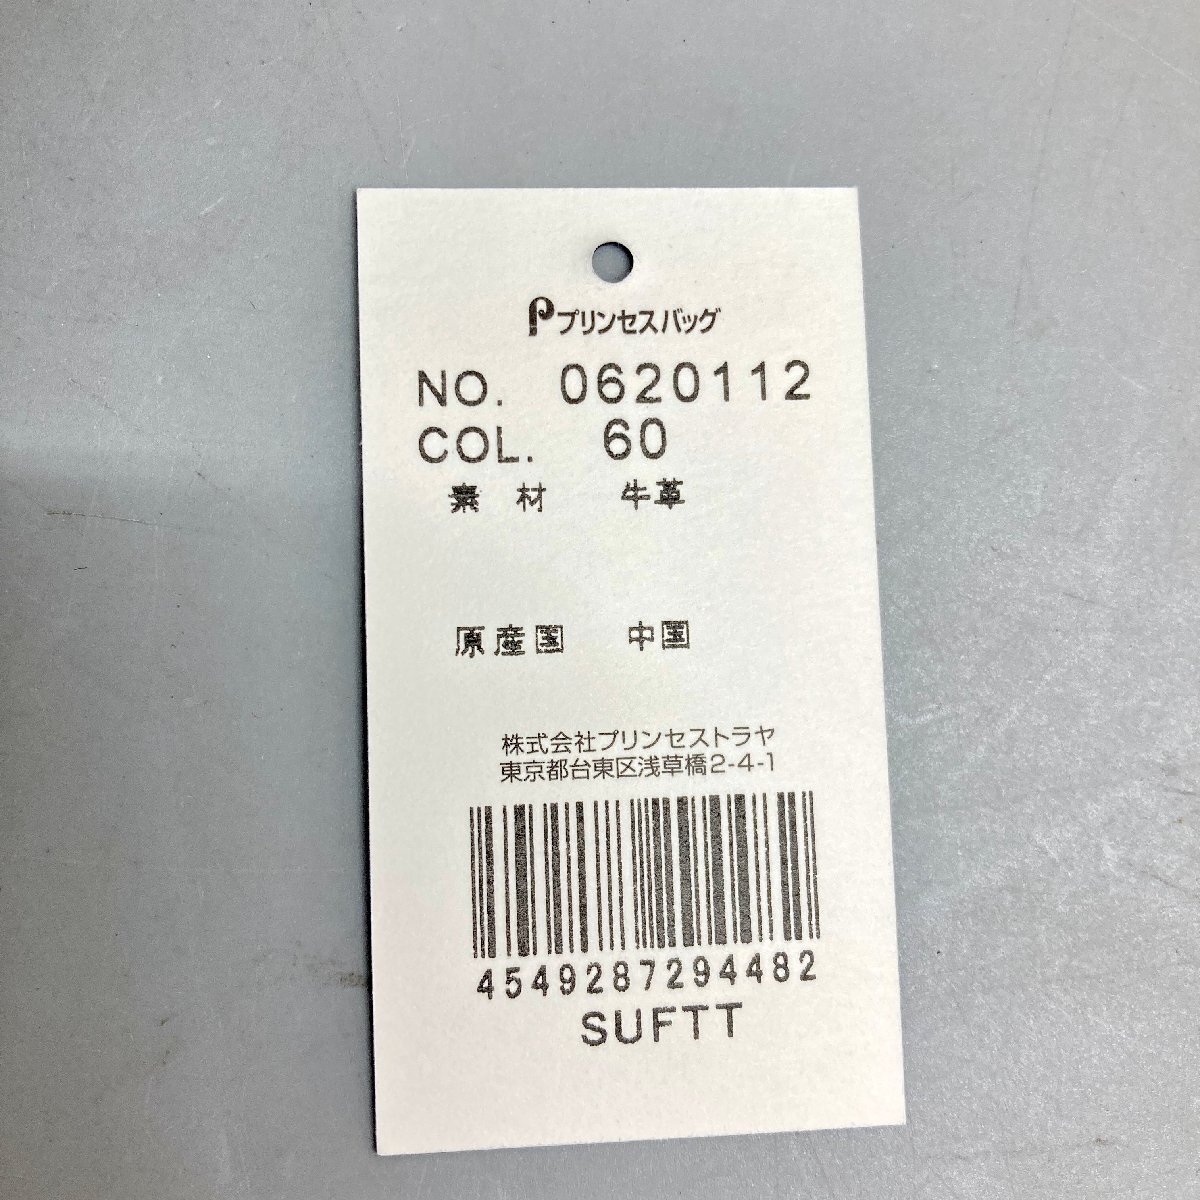 プリンセスバッグ
NO. 0620112
COL. 60
素材 牛革
原産国 中国
株式会社プリンセストラヤ
東京都台東区浅草橋2-4-1
4549287294482
SUFTT